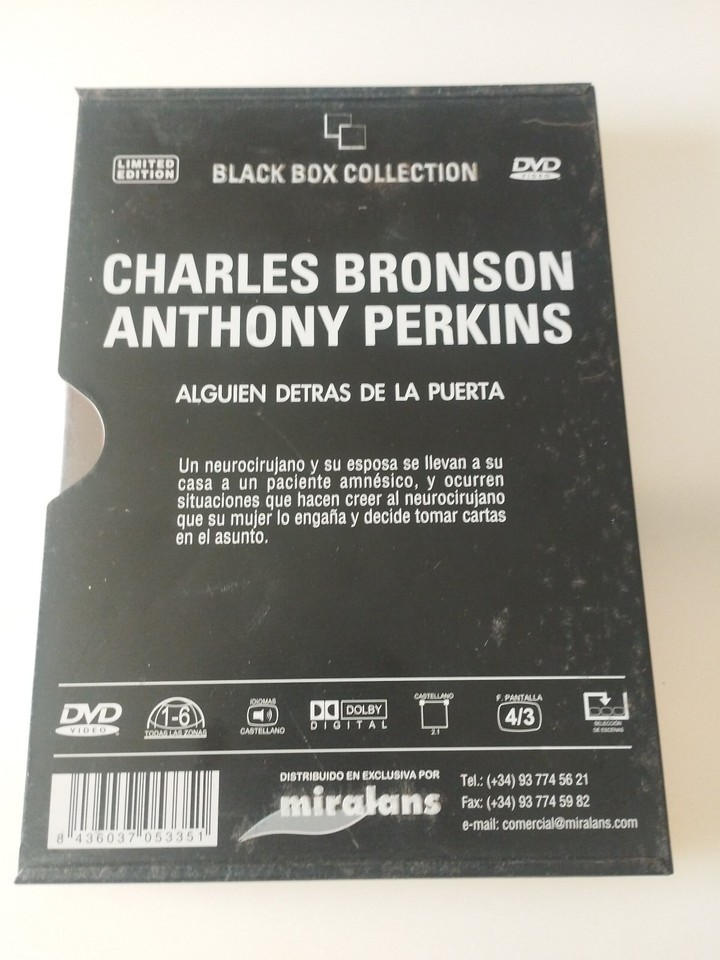 LIMITED
EDITION
BLACK BOX COLLECTION
DVD
VIDEO
CHARLES BRONSON
ANTHONY PERKINS
ALGUIEN DETRAS DE LA PUERTA
Un neurocirujano y su esposa se llevan a su
casa a un paciente amnésico, y ocurren
situaciones que hacen creer al neurocirujano
que su mujer lo engaña y decide tomar cartas
en el asunto.
DVD
VIDEO
1-6
TODAS LAS ZONAS
IDIOMAS
CASTELLANO
DOLBY
DIGITAL
CASTELLANO
2.1
F. PANTALLA
4/3
SELECCIÓN
DE ESCENAS
8 436037 053351
DISTRIBUIDO EN EXCLUSIVA POR
miralans
Tel.: (+34) 93 774 56 21
Fax: (+34) 93 774 59 82
e-mail: comercial@miralans.com